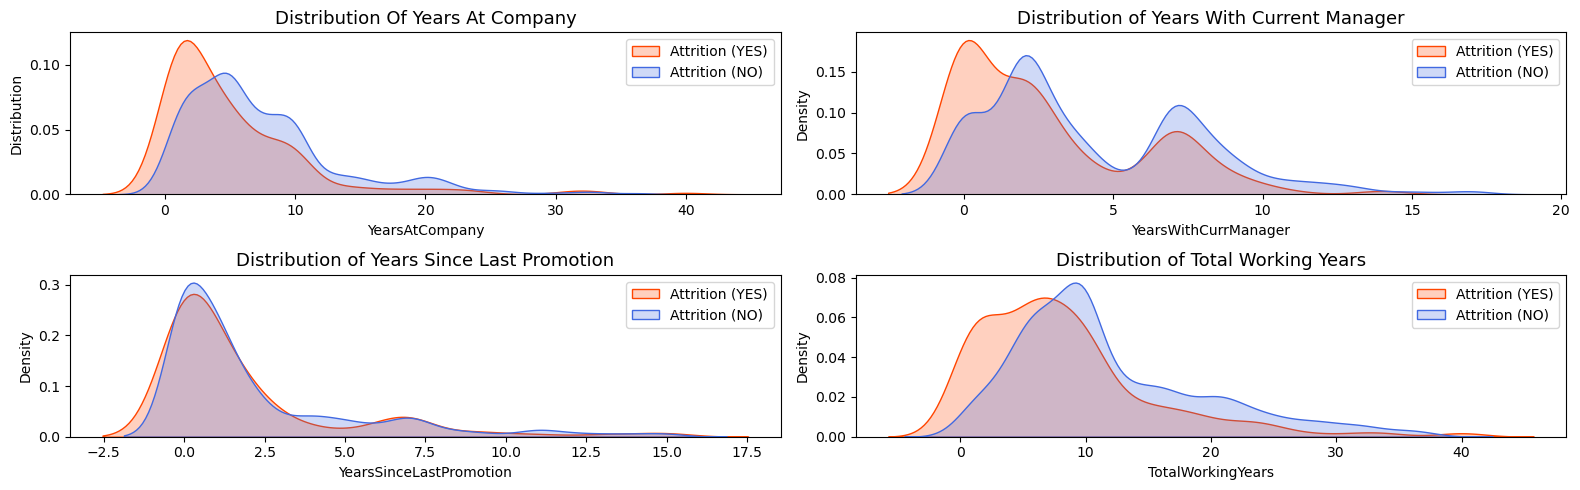 Distribution Of Years At Company
Distribution
0.10
0.05
0.00
Attrition (YES)
Attrition (NO)
0 10 20 30 40
YearsAtCompany
Distribution of Years With Current Manager
Density
0.15
0.10
0.05
0.00
Attrition (YES)
Attrition (NO)
0 5 10 15 20
YearsWithCurrManager
Distribution of Years Since Last Promotion
Density
0.3
0.2
0.1
0.0
Attrition (YES)
Attrition (NO)
−2.5 0.0 2.5 5.0 7.5 10.0 12.5 15.0 17.5
YearsSinceLastPromotion
Distribution of Total Working Years
Density
0.08
0.06
0.04
0.02
0.00
Attrition (YES)
Attrition (NO)
0 10 20 30 40
TotalWorkingYears